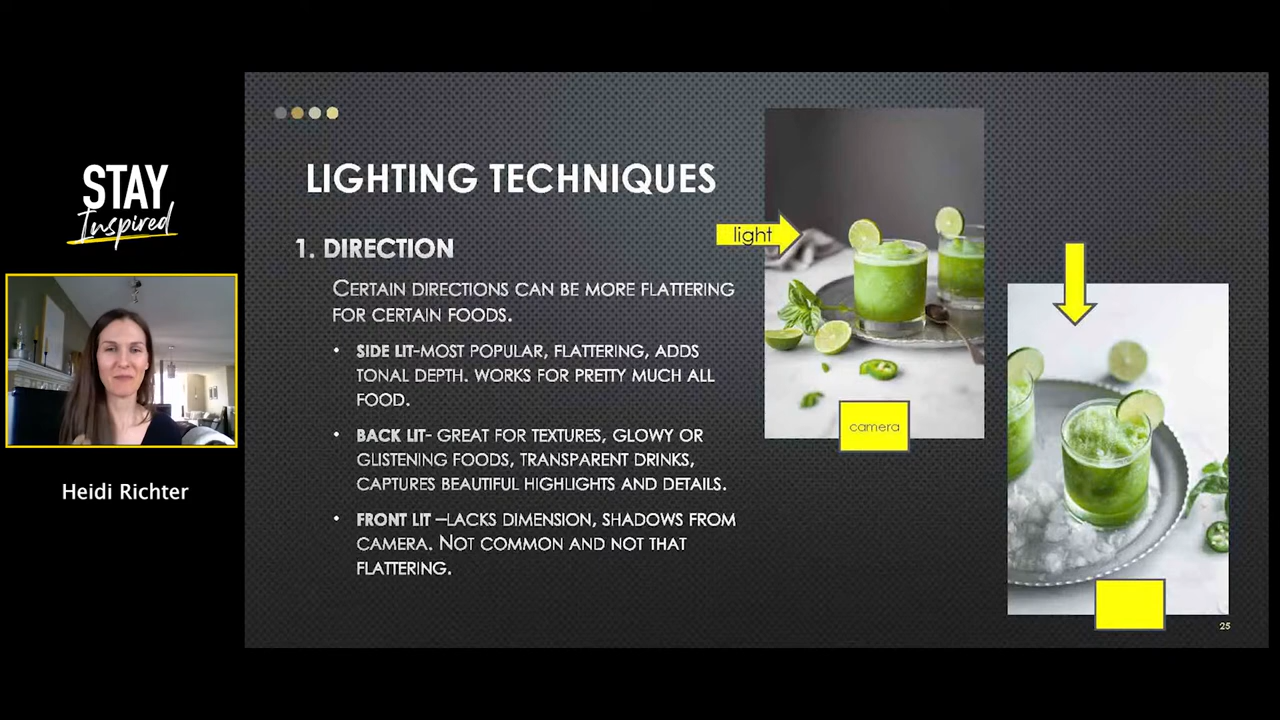 STAY
Inspired
Heidi Richter
LIGHTING TECHNIQUES
1. DIRECTION
CERTAIN DIRECTIONS CAN BE MORE FLATTERING
FOR CERTAIN FOODS.
• SIDE LIT-MOST POPULAR, FLATTERING, ADDS
TONAL DEPTH. WORKS FOR PRETTY MUCH ALL
FOOD.
• BACK LIT- GREAT FOR TEXTURES, GLOWY OR
GLISTENING FOODS, TRANSPARENT DRINKS,
CAPTURES BEAUTIFUL HIGHLIGHTS AND DETAILS.
• FRONT LIT –LACKS DIMENSION, SHADOWS FROM
CAMERA. NOT COMMON AND NOT THAT
FLATTERING.
light
camera
25